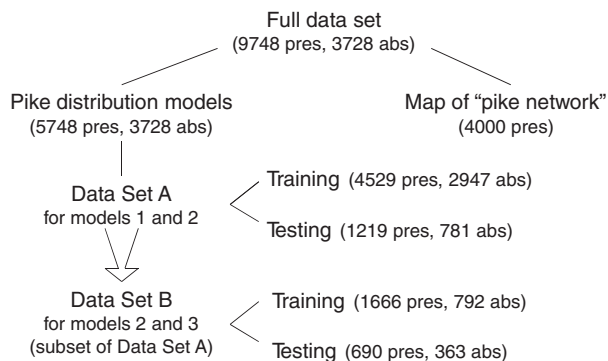 Full data set
(9748 pres, 3728 abs)
Pike distribution models
(5748 pres, 3728 abs)
Map of “pike network”
(4000 pres)
Data Set A
for models 1 and 2
Training (4529 pres, 2947 abs)
Testing (1219 pres, 781 abs)
Data Set B
for models 2 and 3
(subset of Data Set A)
Training (1666 pres, 792 abs)
Testing (690 pres, 363 abs)